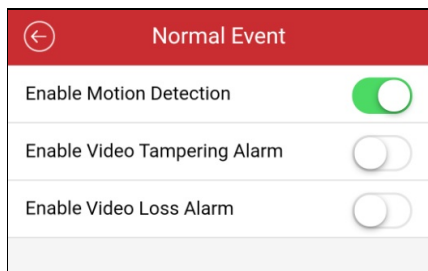 Normal Event
Enable Motion Detection
Enable Video Tampering Alarm
Enable Video Loss Alarm